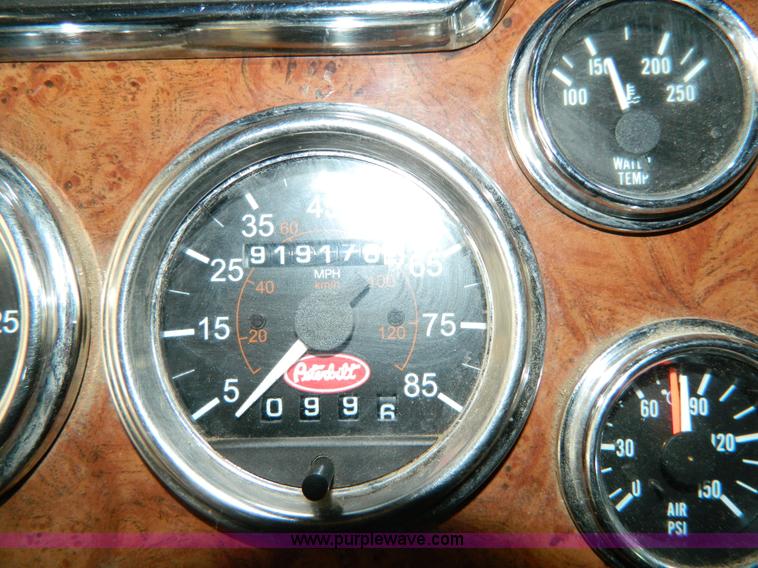 100 150 200 250
WATER
TEMP
5 15 25 35 45 65 75 85
20 40 60 100 120
MPH
km/h
Peterbilt
0996
25
0 30 60 90 120 150
°C
AIR
PSI
www.purplewave.com